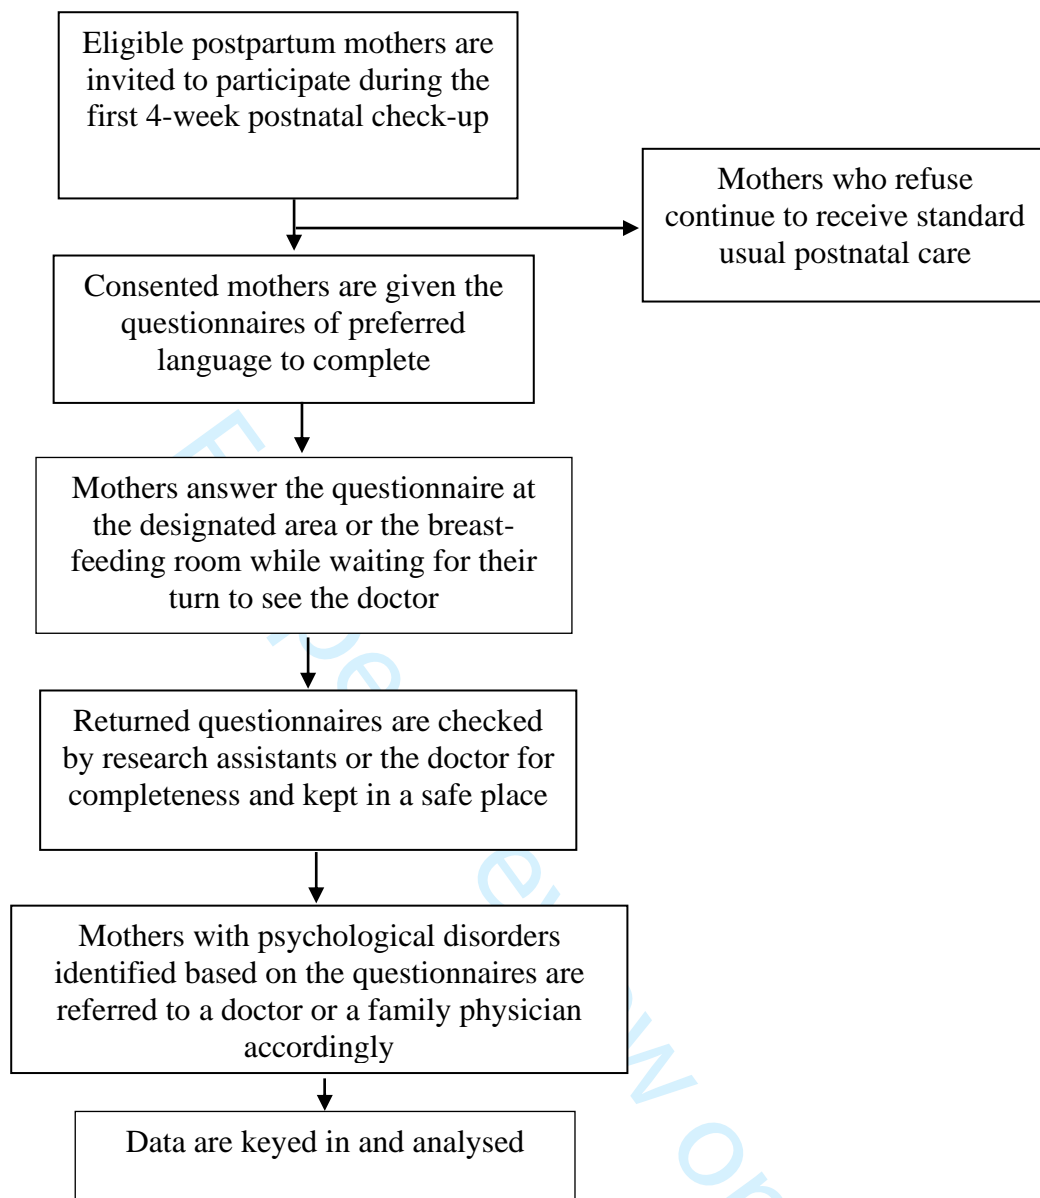 Eligible postpartum mothers are
invited to participate during the
first 4-week postnatal check-up
Mothers who refuse
continue to receive standard
usual postnatal care
Consented mothers are given the
questionnaires of preferred
language to complete
Mothers answer the questionnaire at
the designated area or the breast-
feeding room while waiting for their
turn to see the doctor
Returned questionnaires are checked
by research assistants or the doctor for
completeness and kept in a safe place
Mothers with psychological disorders
identified based on the questionnaires are
referred to a doctor or a family physician
accordingly
Data are keyed in and analysed